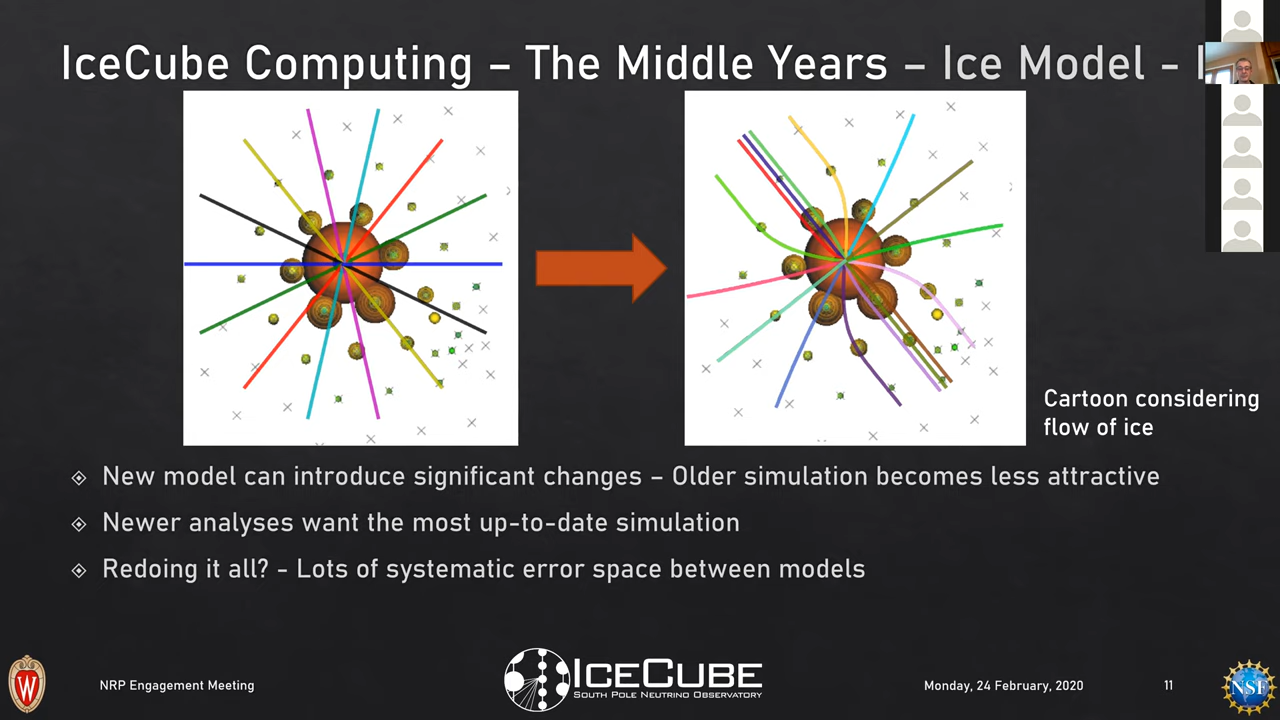 IceCube Computing – The Middle Years – Ice Model - I
Cartoon considering
flow of ice
New model can introduce significant changes – Older simulation becomes less attractive
Newer analyses want the most up-to-date simulation
Redoing it all? - Lots of systematic error space between models
W
NRP Engagement Meeting
ICECUBE
SOUTH POLE NEUTRINO OBSERVATORY
Monday, 24 February, 2020
11
NSF